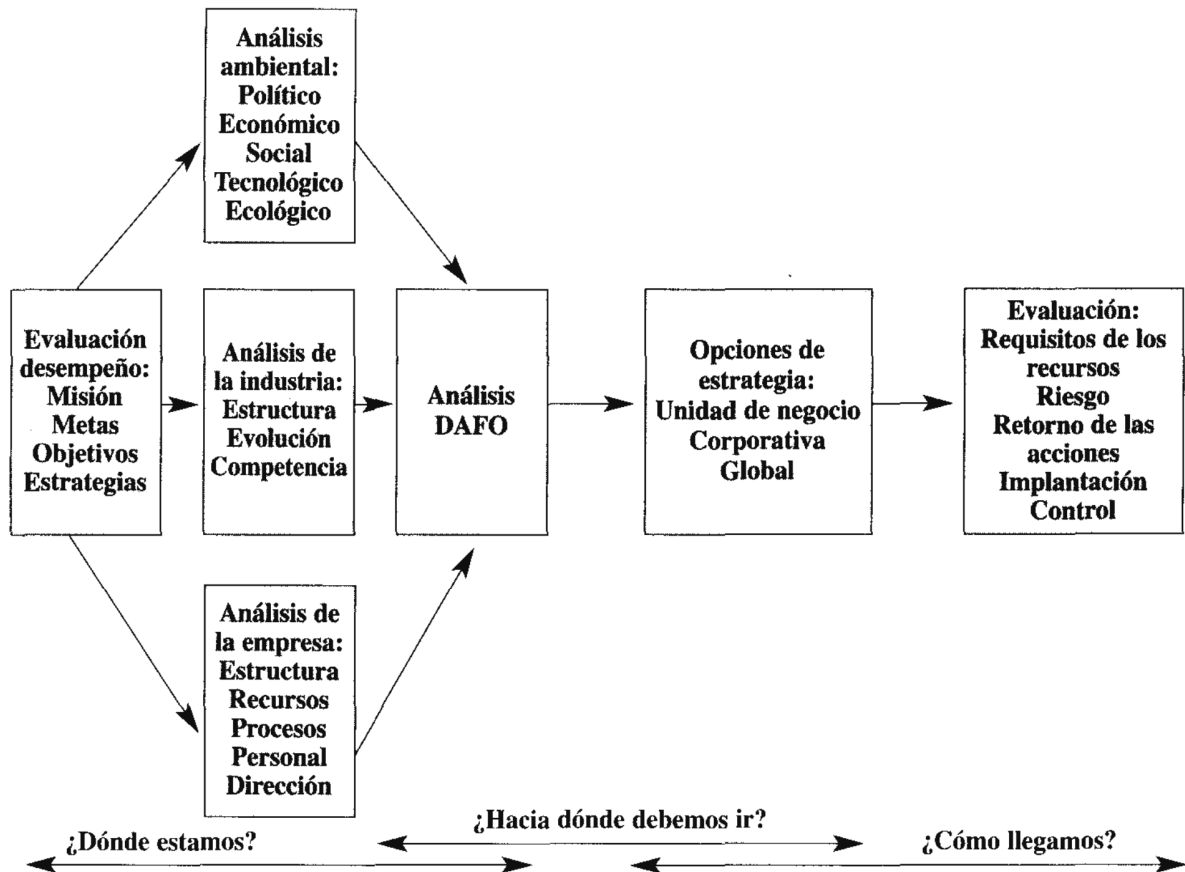 Análisis
ambiental:
Político
Económico
Social
Tecnológico
Ecológico
Evaluación
desempeño:
Misión
Metas
Objetivos
Estrategias
Análisis de
la industria:
Estructura
Evolución
Competencia
Análisis
DAFO
Opciones de
estrategia:
Unidad de negocio
Corporativa
Global
Evaluación:
Requisitos de los
recursos
Riesgo
Retorno de las
acciones
Implantación
Control
Análisis de
la empresa:
Estructura
Recursos
Procesos
Personal
Dirección
¿Dónde estamos?
¿Hacia dónde debemos ir?
¿Cómo llegamos?